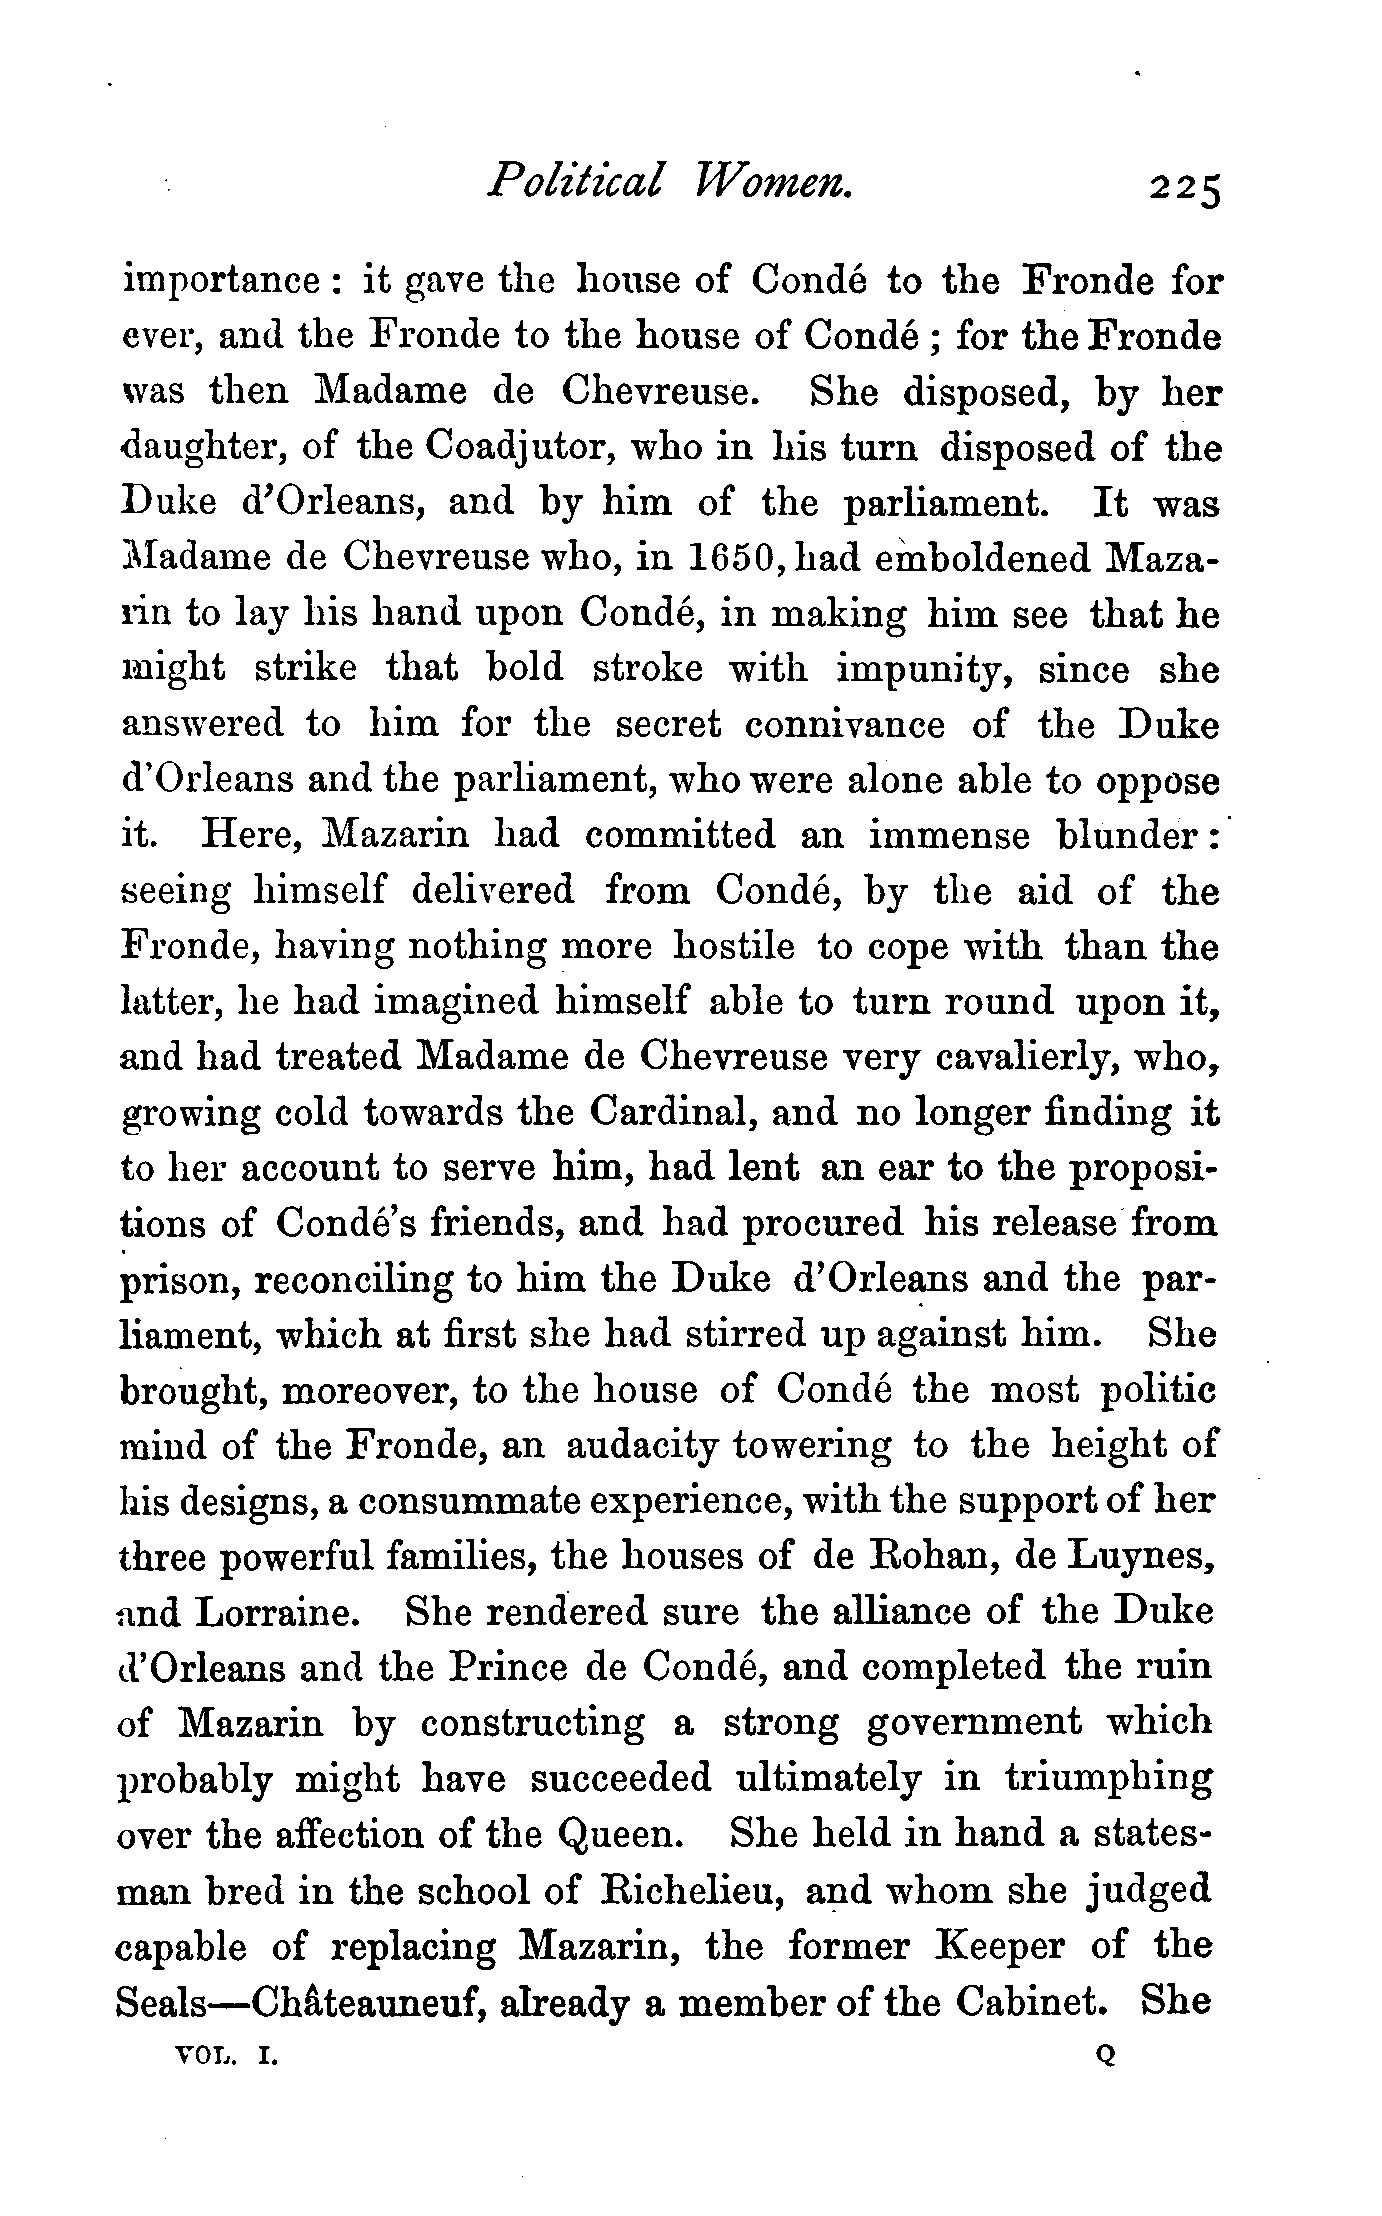 Political Women. 225
importance : it gave the house of Condé to the Fronde for
ever, and the Fronde to the house of Condé ; for the Fronde
was then Madame de Chevreuse. She disposed, by her
daughter, of the Coadjutor, who in his turn disposed of the
Duke d'Orleans, and by him of the parliament. It was
Madame de Chevreuse who, in 1650, had emboldened Maza-
rin to lay his hand upon Condé, in making him see that he
might strike that bold stroke with impunity, since she
answered to him for the secret connivance of the Duke
d'Orleans and the parliament, who were alone able to oppose
it. Here, Mazarin had committed an immense blunder :
seeing himself delivered from Condé, by the aid of the
Fronde, having nothing more hostile to cope with than the
latter, he had imagined himself able to turn round upon it,
and had treated Madame de Chevreuse very cavalierly, who,
growing cold towards the Cardinal, and no longer finding it
to her account to serve him, had lent an ear to the proposi-
tions of Condé's friends, and had procured his release from
prison, reconciling to him the Duke d'Orleans and the par-
liament, which at first she had stirred up against him. She
brought, moreover, to the house of Condé the most politic
mind of the Fronde, an audacity towering to the height of
his designs, a consummate experience, with the support of her
three powerful families, the houses of de Rohan, de Luynes,
and Lorraine. She rendered sure the alliance of the Duke
d'Orleans and the Prince de Condé, and completed the ruin
of Mazarin by constructing a strong government which
probably might have succeeded ultimately in triumphing
over the affection of the Queen. She held in hand a states-
man bred in the school of Richelieu, and whom she judged
capable of replacing Mazarin, the former Keeper of the
Seals—Châteauneuf, already a member of the Cabinet. She
VOL. I. Q